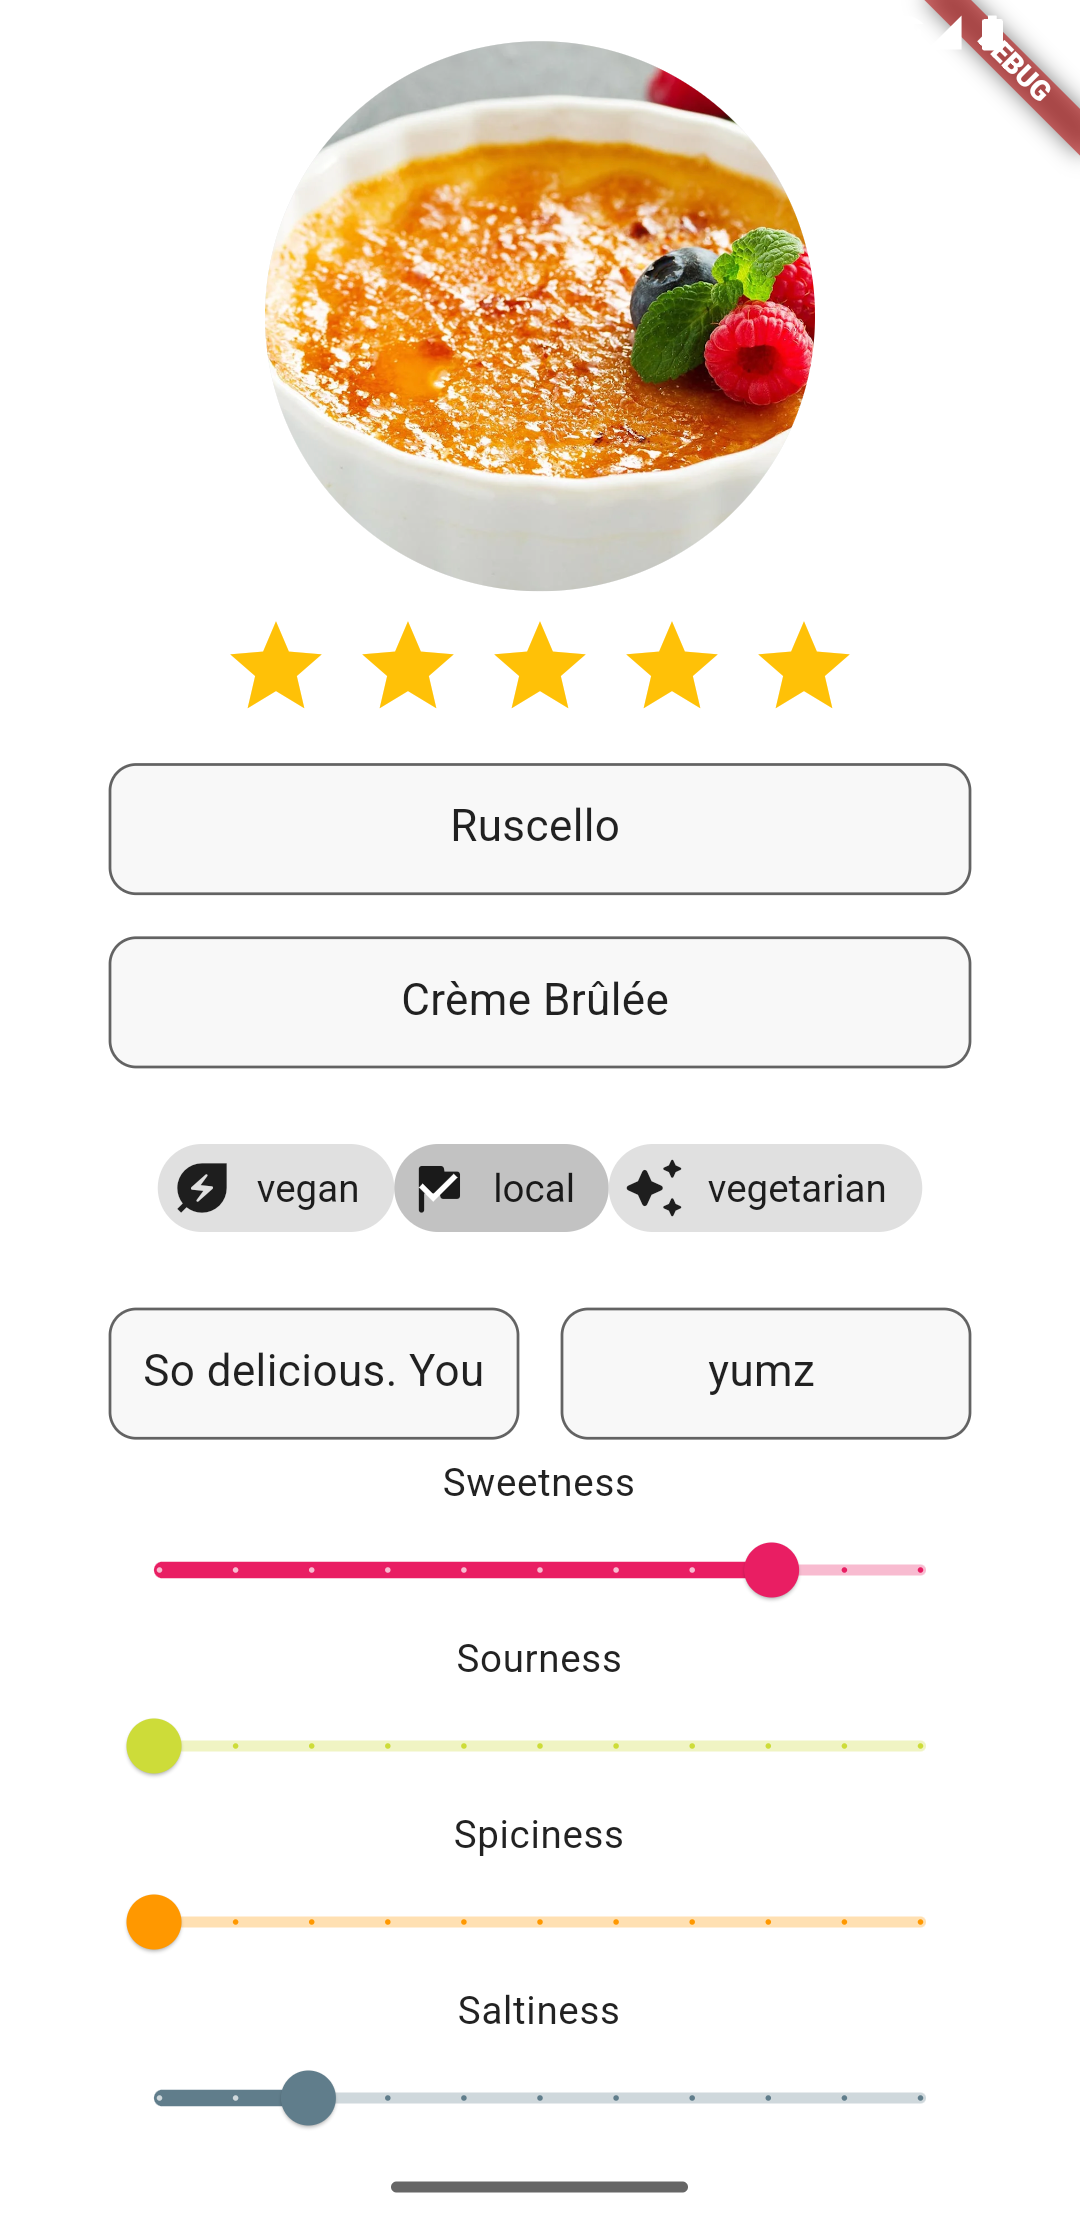 DEBUG
Ruscello
Crème Brûlée
vegan local vegetarian
So delicious. You yumz
Sweetness
Sourness
Spiciness
Saltiness